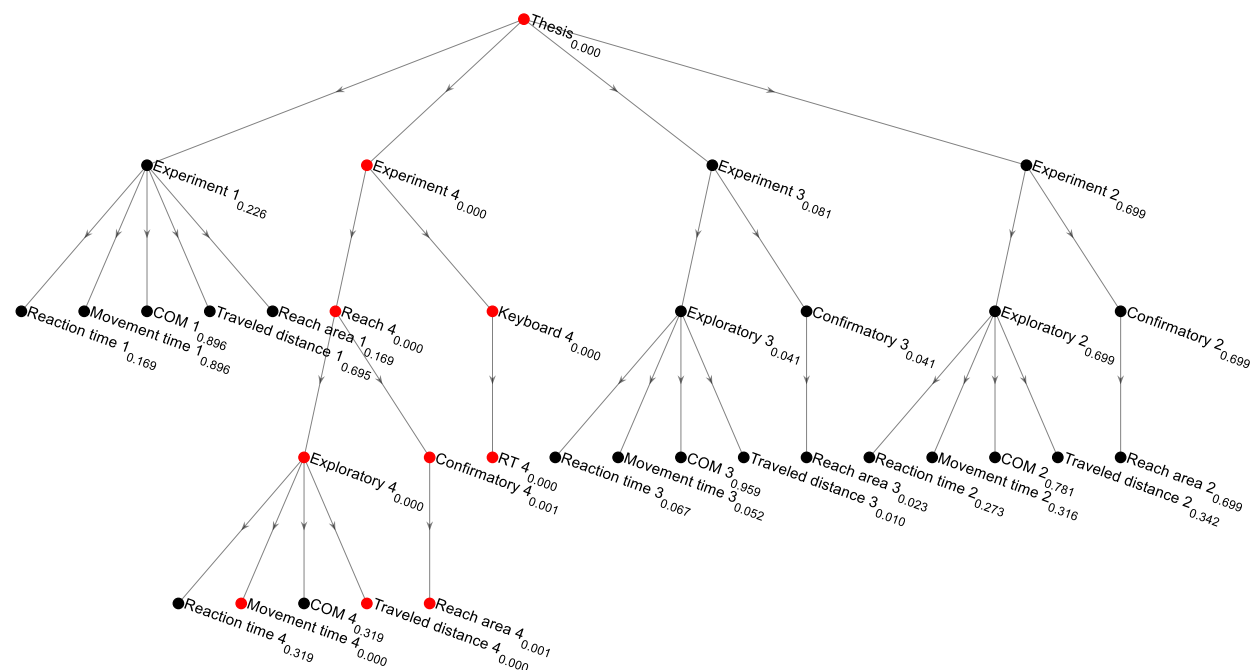 Thesis 0.000
Experiment 1 0.226
Experiment 4 0.000
Experiment 3 0.081
Experiment 2 0.699
Reaction time 1 0.169
Movement time 1 0.896
COM 1 0.896
Traveled distance 1 0.695
Reach area 1 0.169
Reach 4 0.000
Keyboard 4 0.000
Exploratory 3 0.041
Confirmatory 3 0.041
Exploratory 2 0.699
Confirmatory 2 0.699
Exploratory 4 0.000
Confirmatory 4 0.001
RT 4 0.000
Reaction time 3 0.067
Movement time 3 0.052
COM 3 0.959
Traveled distance 3 0.010
Reach area 3 0.023
Reaction time 2 0.273
Movement time 2 0.316
COM 2 0.781
Traveled distance 2 0.342
Reach area 2 0.699
Reaction time 4 0.319
Movement time 4 0.000
COM 4 0.319
Traveled distance 4 0.000
Reach area 4 0.001